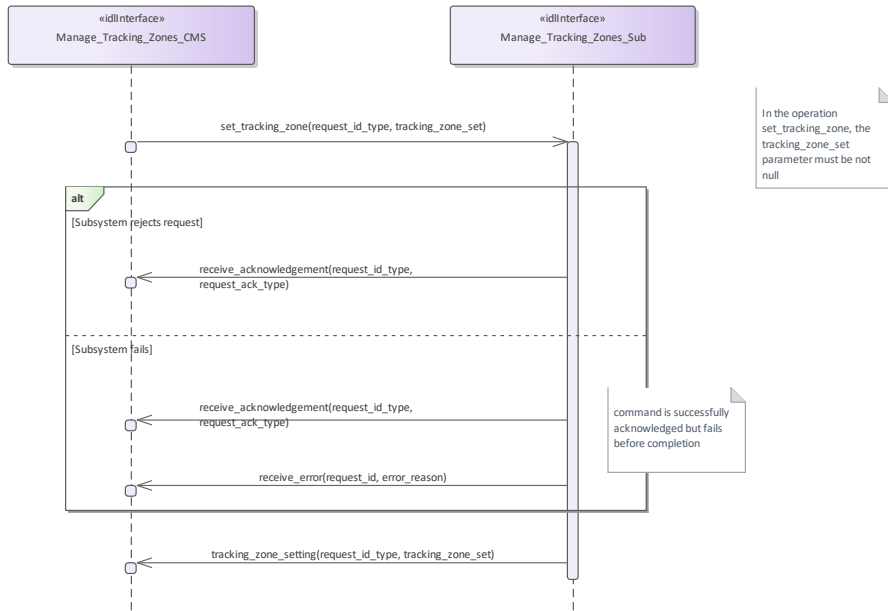 «idlInterface»
Manage_Tracking_Zones_CMS
«idlInterface»
Manage_Tracking_Zones_Sub
set_tracking_zone(request_id_type, tracking_zone_set)
In the operation
set_tracking_zone, the
tracking_zone_set
parameter must be not
null
alt
[Subsystem rejects request]
receive_acknowledgement(request_id_type,
request_ack_type)
[Subsystem fails]
receive_acknowledgement(request_id_type,
request_ack_type)
command is successfully
acknowledged but fails
before completion
receive_error(request_id, error_reason)
tracking_zone_setting(request_id_type, tracking_zone_set)